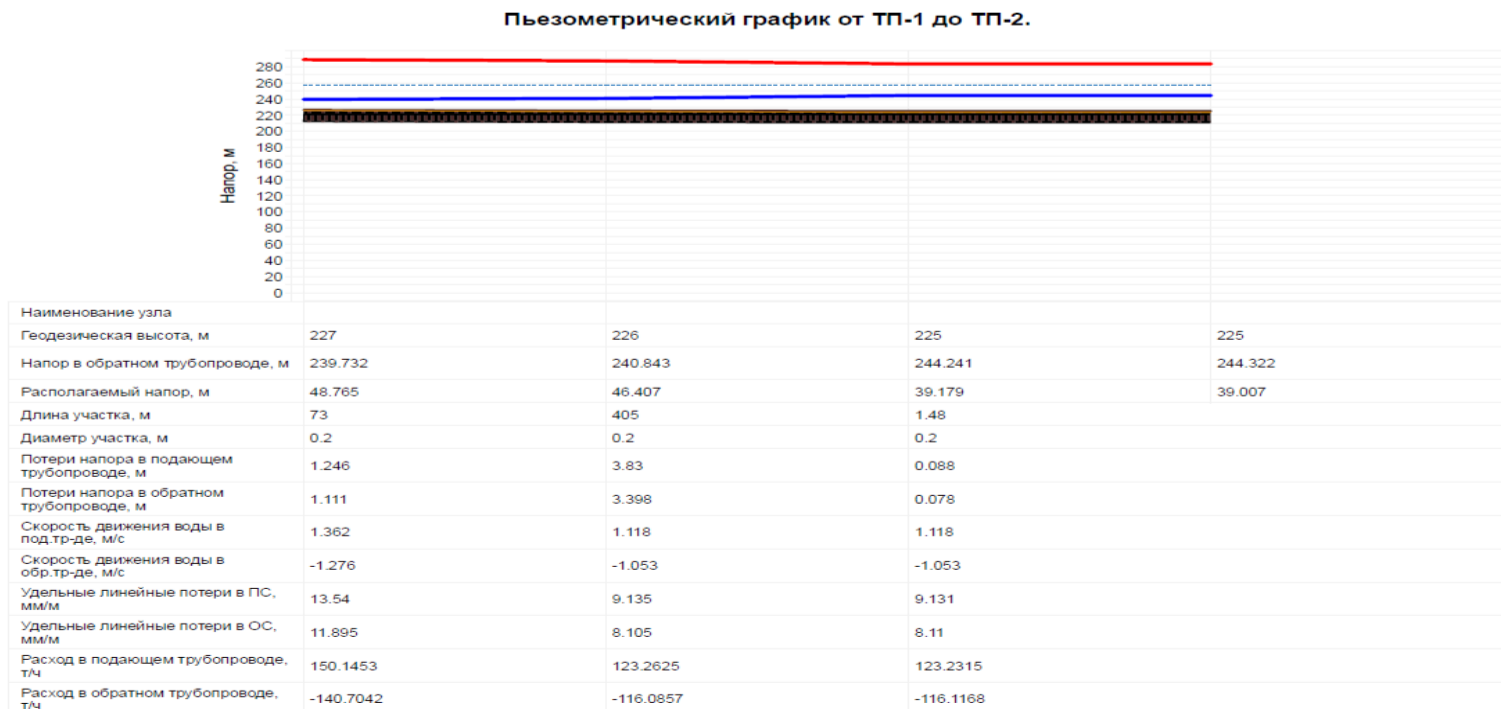 Пьезометрический график от ТП-1 до ТП-2.
280
260
240
220
200
180
160
140
120
100
80
60
40
20
0
Напор, м
Наименование узла
Геодезическая высота, м 227 226 225 225
Напор в обратном трубопроводе, м 239.732 240.843 244.241 244.322
Располагаемый напор, м 48.765 46.407 39.179 39.007
Длина участка, м 73 405 1.48
Диаметр участка, м 0.2 0.2 0.2
Потери напора в подающем
трубопроводе, м 1.246 3.83 0.088
Потери напора в обратном
трубопроводе, м 1.111 3.398 0.078
Скорость движения воды в
под.тр-де, м/с 1.362 1.118 1.118
Скорость движения воды в
обр.тр-де, м/с -1.276 -1.053 -1.053
Удельные линейные потери в ПС,
мм/м 13.54 9.135 9.131
Удельные линейные потери в ОС,
мм/м 11.895 8.105 8.11
Расход в подающем трубопроводе,
т/ч 150.1453 123.2625 123.2315
Расход в обратном трубопроводе,
т/ч -140.7042 -116.0857 -116.1168